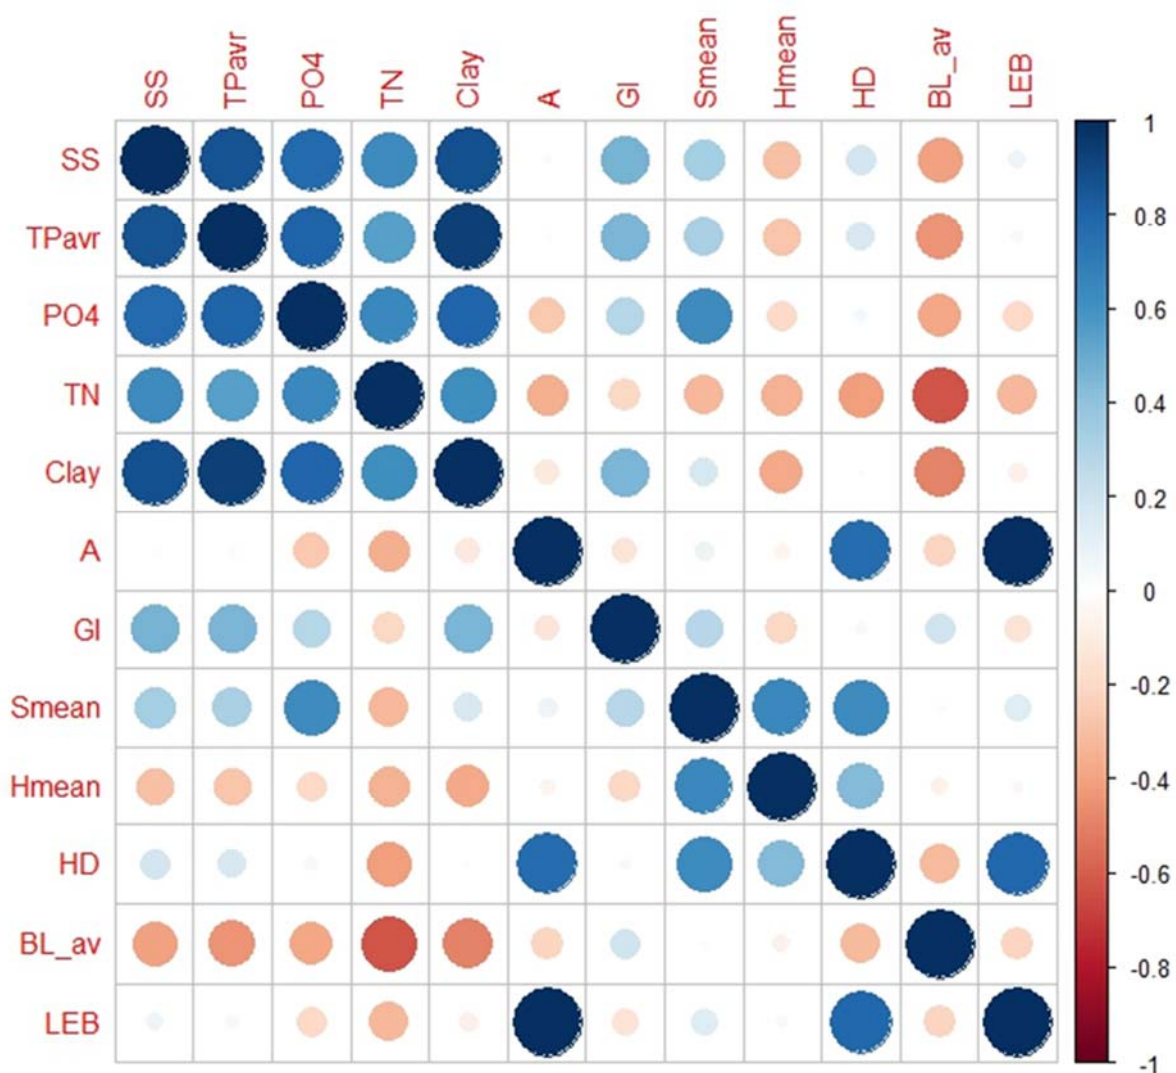 SS TPavr PO4 TN Clay A GI Smean Hmean HD BL_av LEB
SS
TPavr
PO4
TN
Clay
A
GI
Smean
Hmean
HD
BL_av
LEB
1
0.8
0.6
0.4
0.2
0
-0.2
-0.4
-0.6
-0.8
-1